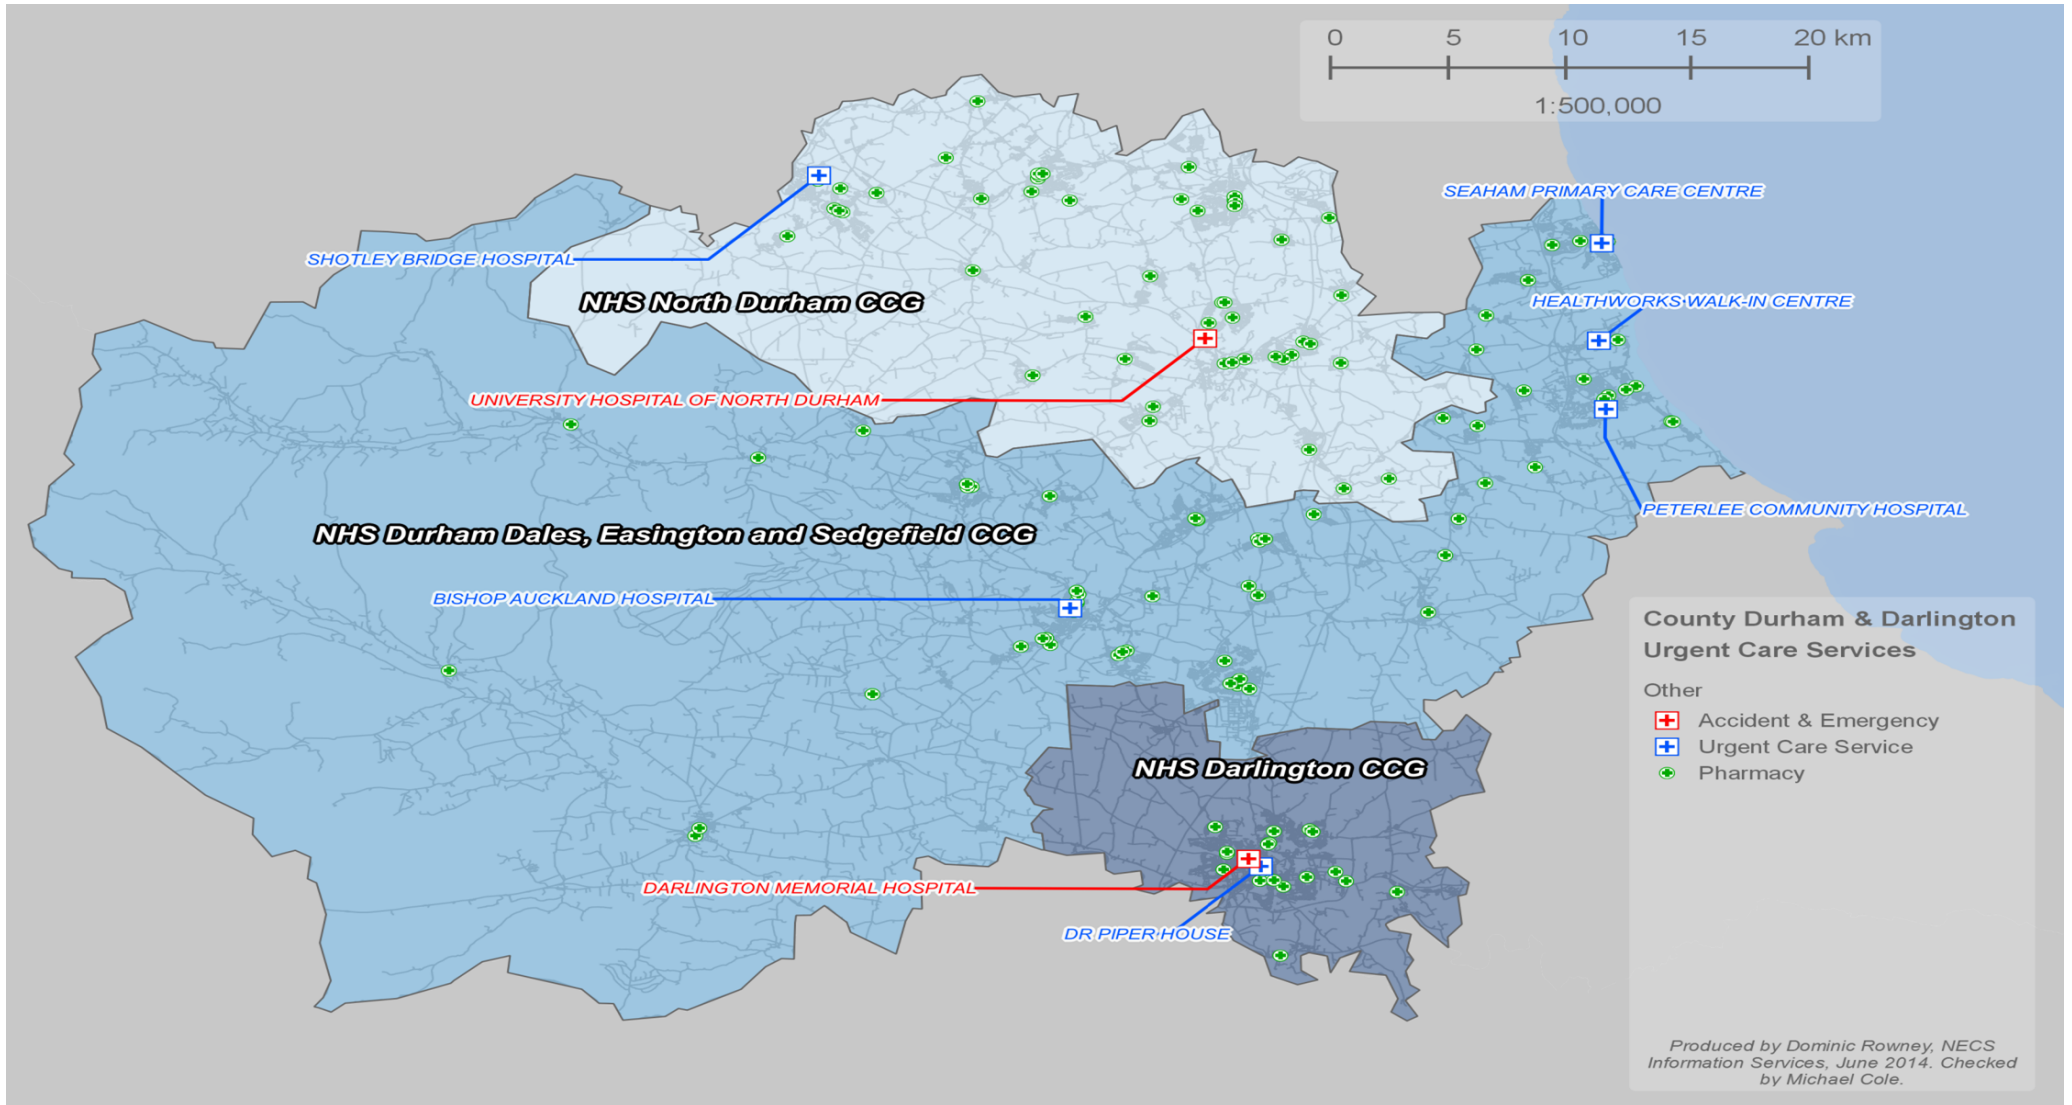 0 5 10 15 20 km
1:500,000
SEAHAM PRIMARY CARE CENTRE
SHOTLEY BRIDGE HOSPITAL
NHS North Durham CCG
HEALTHWORKS WALK-IN CENTRE
UNIVERSITY HOSPITAL OF NORTH DURHAM
PETERLEE COMMUNITY HOSPITAL
NHS Durham Dales, Easington and Sedgefield CCG
BISHOP AUCKLAND HOSPITAL
NHS Darlington CCG
DARLINGTON MEMORIAL HOSPITAL
DR PIPER HOUSE
County Durham & Darlington
Urgent Care Services
Other
Accident & Emergency
Urgent Care Service
Pharmacy
Produced by Dominic Rowney, NECS
Information Services, June 2014. Checked
by Michael Cole.